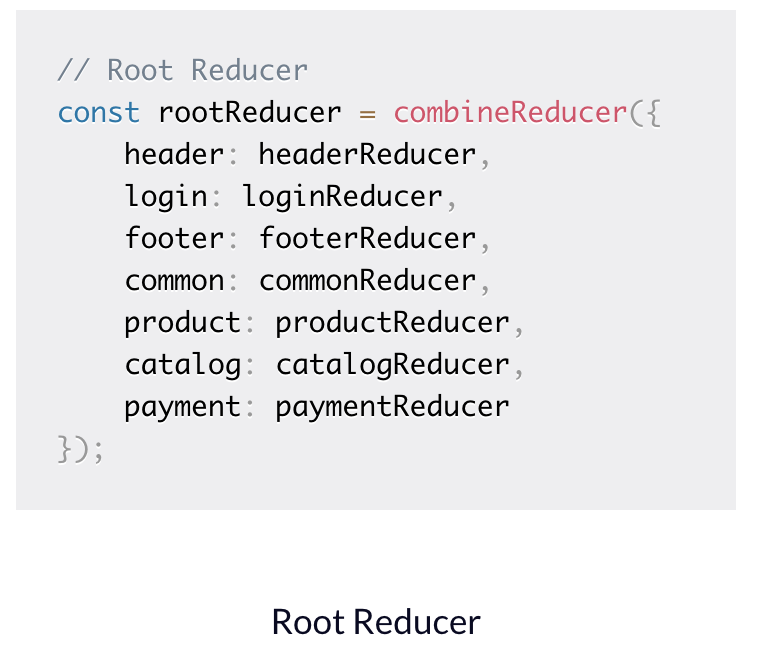 // Root Reducer
const rootReducer = combineReducer({
    header: headerReducer,
    login: loginReducer,
    footer: footerReducer,
    common: commonReducer,
    product: productReducer,
    catalog: catalogReducer,
    payment: paymentReducer
});
Root Reducer